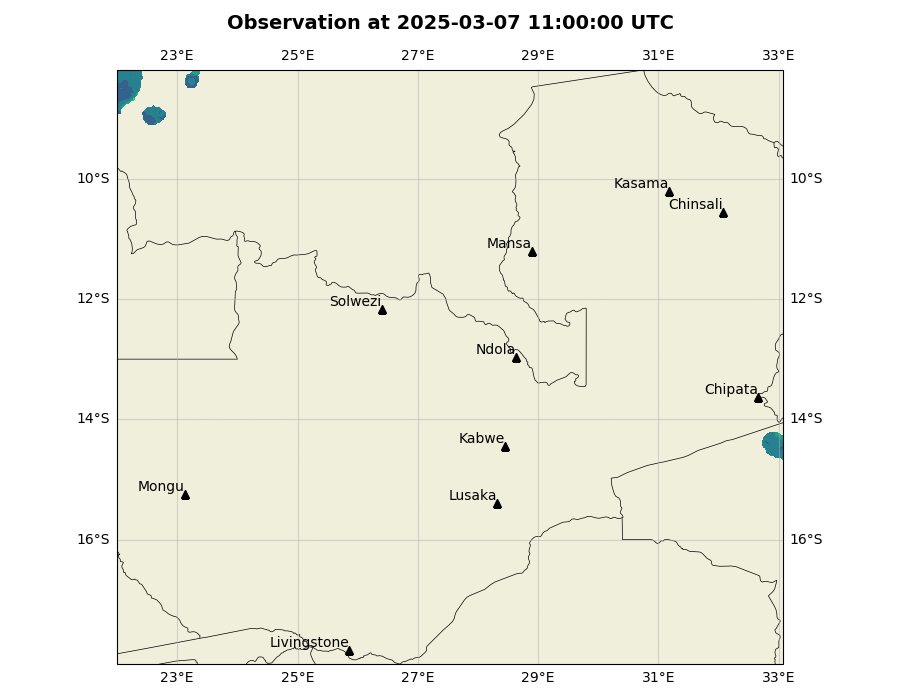 Observation at 2025-03-07 11:00:00 UTC
23°E 25°E 27°E 29°E 31°E 33°E
10°S 10°S
Kasama
Chinsali
Mansa
12°S 12°S
Solwezi
Ndola
Chipata
14°S 14°S
Kabwe
Mongu
Lusaka
16°S 16°S
Livingstone
23°E 25°E 27°E 29°E 31°E 33°E